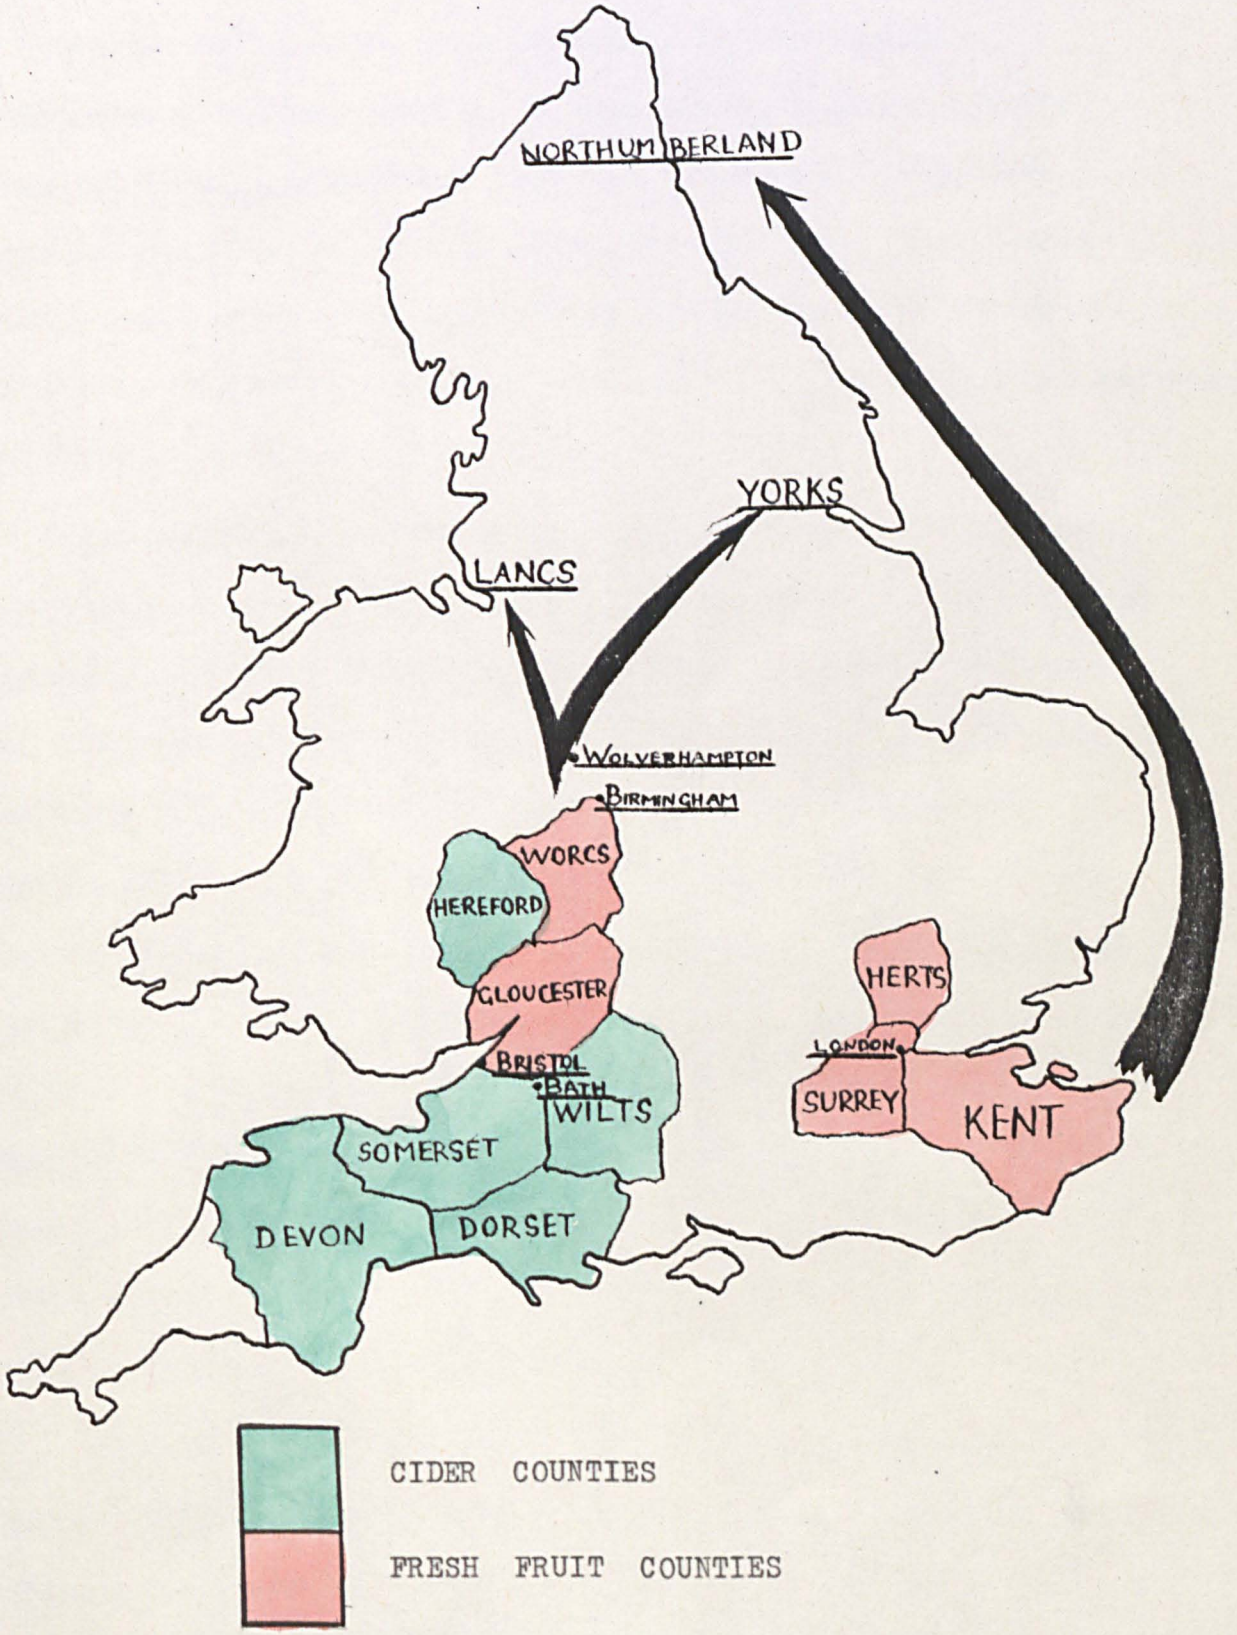 NORTHUMBERLAND
YORKS
LANCS
WOLVERHAMPTON
BIRMINGHAM
WORCS
HEREFORD
HERTS
GLOUCESTER
LONDON
BRISTOL
BATH
WILTS
SURREY
KENT
SOMERSET
DEVON
DORSET
CIDER COUNTIES
FRESH FRUIT COUNTIES